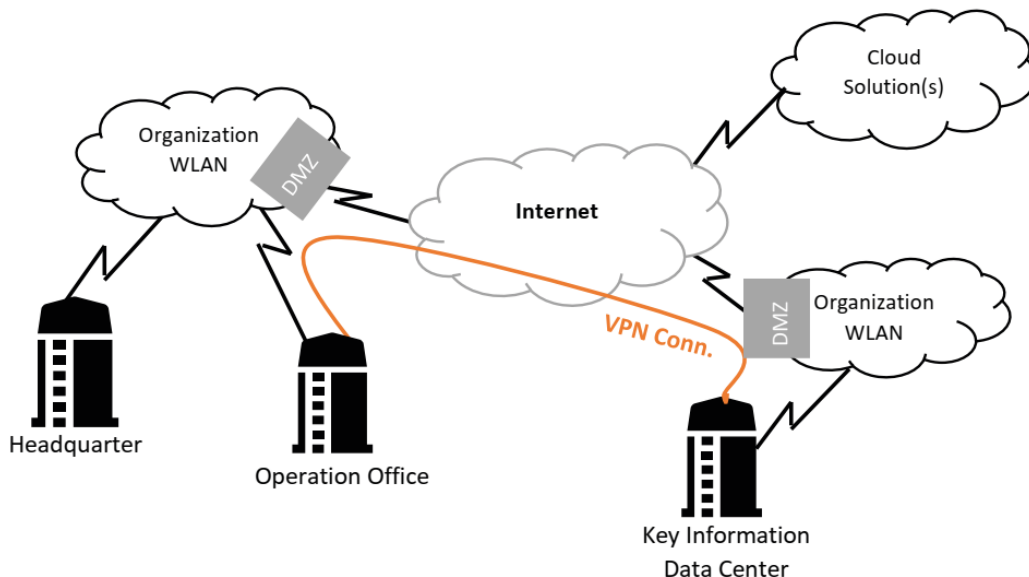 Cloud
Solution(s)
Organization
WLAN
DMZ
Internet
Organization
WLAN
DMZ
VPN Conn.
Headquarter
Operation Office
Key Information
Data Center